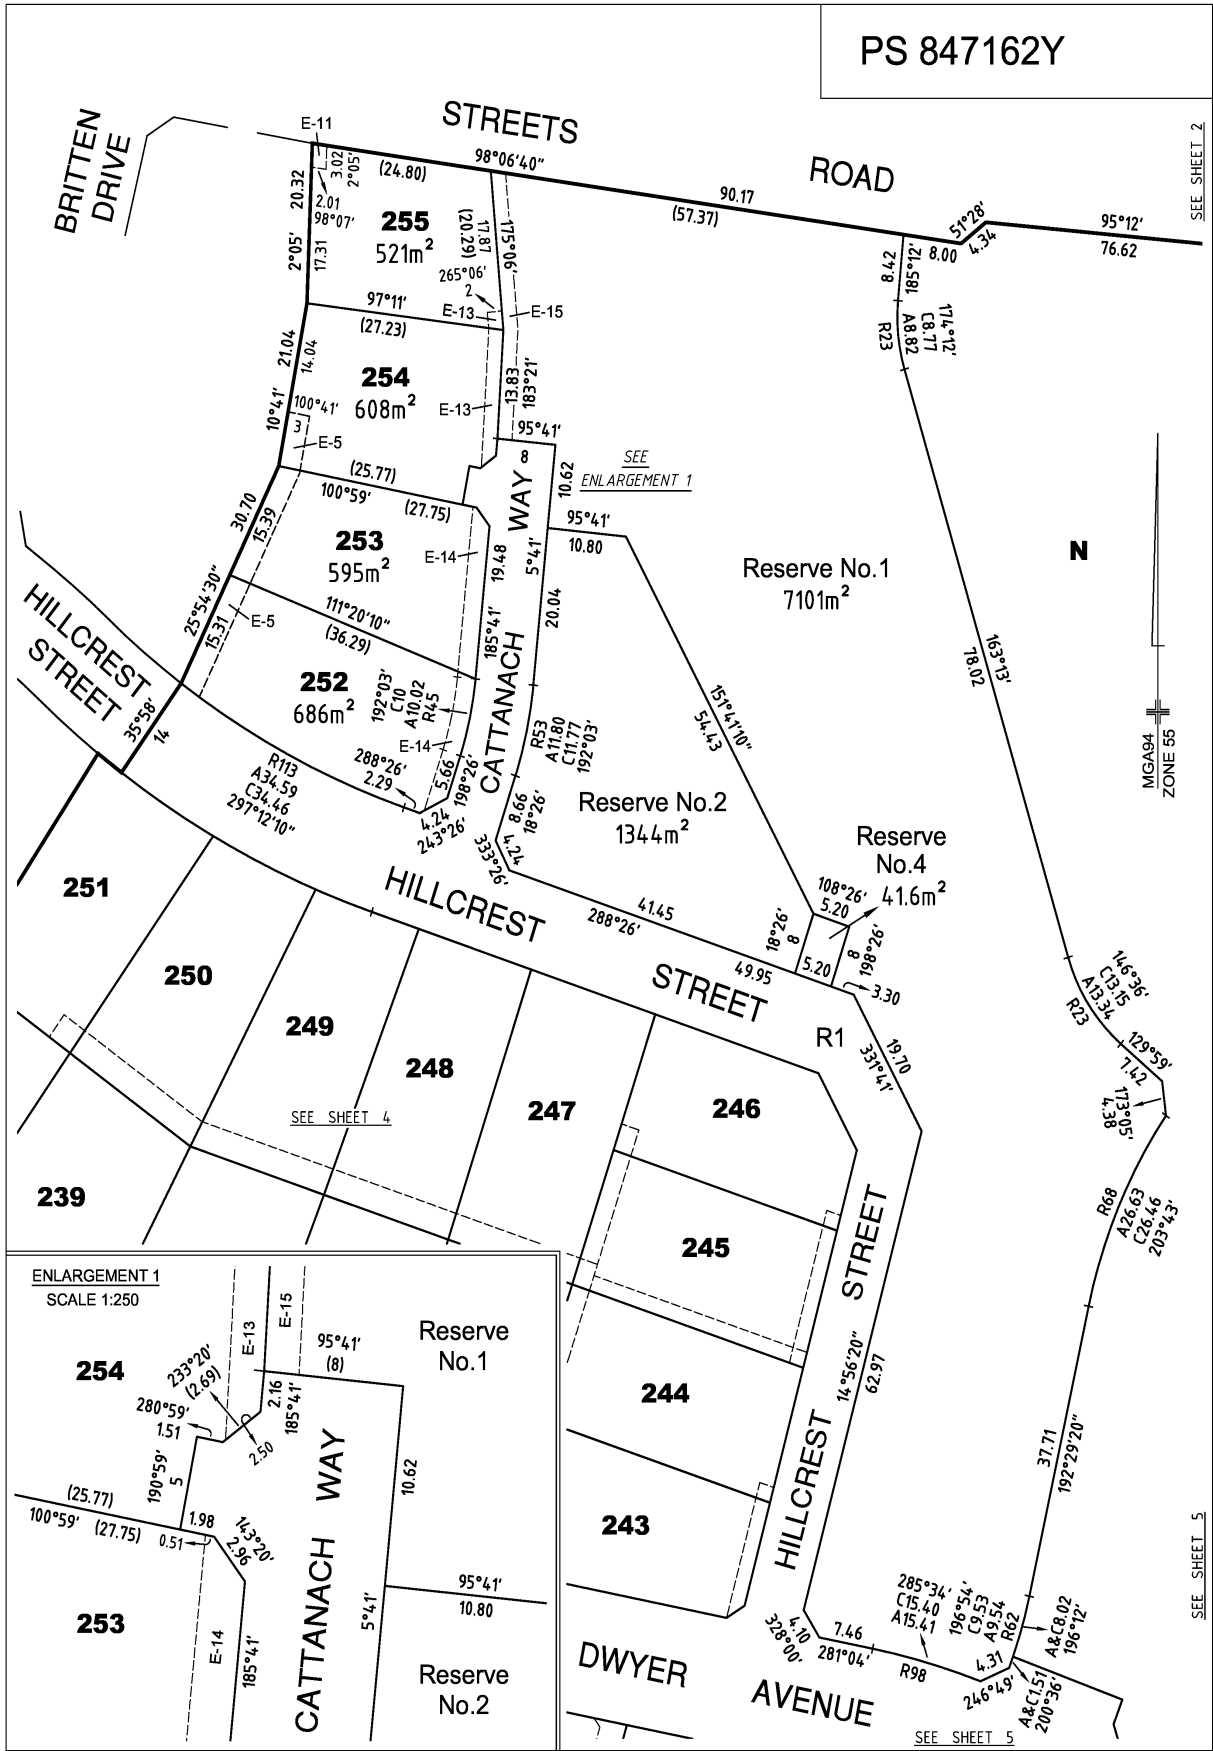 PS 847162Y
BRITTEN
DRIVE
STREETS
ROAD
SEE SHEET 2
E-11
98°06'40"
(24.80)
90.17
(57.37)
8.00
51°28'
4.34
95°12'
76.62
20.32
2°05'
17.31
3.02
2°05'
2.01
98°07'
255
521m²
17.87
(20.29)
175°06'
265°06'
2
E-13
E-15
8.42
185°12'
R23
A8.82
C8.77
174°12'
97°11'
(27.23)
21.04
14.04
10°41'
254
608m²
100°41'
3
E-5
E-13
13.83
183°21'
95°41'
8
SEE
ENLARGEMENT 1
10.62
(25.77)
100°59'
(27.75)
30.70
15.39
253
595m²
E-14
19.48
5°41'
95°41'
10.80
Reserve No.1
7101m²
N
HILLCREST
STREET
25°54'30"
15.31
E-5
111°20'10"
(36.29)
185°41'
CATTANACH WAY
20.04
163°13'
78.02
252
686m²
192°03'
C10
A10.02
R45
35°58'
14
151°41'10"
54.43
MGA94
ZONE 55
R53
A11.80
C11.77
192°03'
E-14
288°26'
2.29
5.66
198°26'
R113
A34.59
C34.46
297°12'10"
8.66
18°26'
Reserve No.2
1344m²
4.24
243°26'
4.24
333°26'
Reserve
No.4
41.6m²
251
HILLCREST
STREET
41.45
288°26'
49.95
108°26'
5.20
18°26'
8
5.20
8
198°26'
3.30
250
249
248
247
246
R1
19.70
331°41'
146°36'
C13.15
A13.34
R23
129°59'
7.42
173°05'
4.38
SEE SHEET 4
239
245
R68
A26.63
C26.46
203°43'
HILLCREST STREET
14°56'20"
62.97
244
243
37.71
192°29'20"
SEE SHEET 5
4.10
328°00'
7.46
281°04'
285°34'
C15.40
A15.41
R98
196°54'
C9.53
A9.54
R62
4.31
246°49'
A&C8.02
196°12'
A&C1.51
200°36'
DWYER AVENUE
SEE SHEET 5
ENLARGEMENT 1
SCALE 1:250
E-13
E-15
95°41'
(8)
Reserve
No.1
254
233°20'
(2.69)
280°59'
1.51
2.50
2.16
185°41'
190°59'
5
10.62
(25.77)
100°59'
(27.75)
1.98
0.51
143°20'
2.96
CATTANACH WAY
95°41'
10.80
253
E-14
185°41'
5°41'
Reserve
No.2